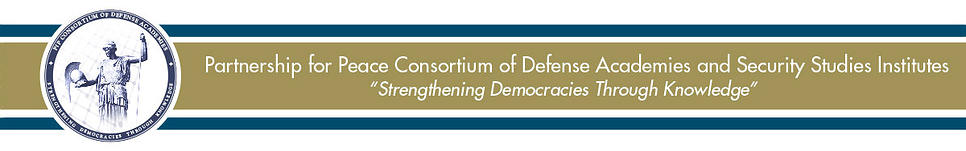 PFP CONSORTIUM OF DEFENSE ACADEMIES
STRENGTHENING DEMOCRACIES THROUGH KNOWLEDGE
Partnership for Peace Consortium of Defense Academies and Security Studies Institutes
“Strengthening Democracies Through Knowledge”